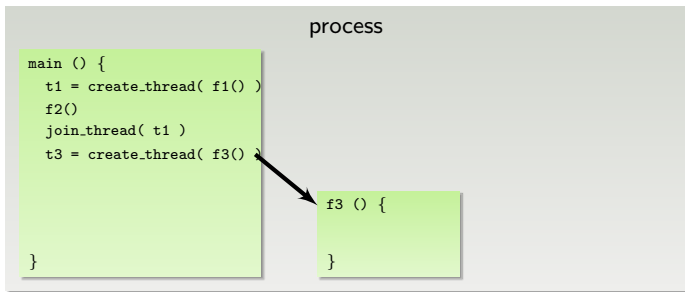 process
main () {
t1 = create_thread( f1() )
f2()
join_thread( t1 )
t3 = create_thread( f3() )
}
f3 () {
}